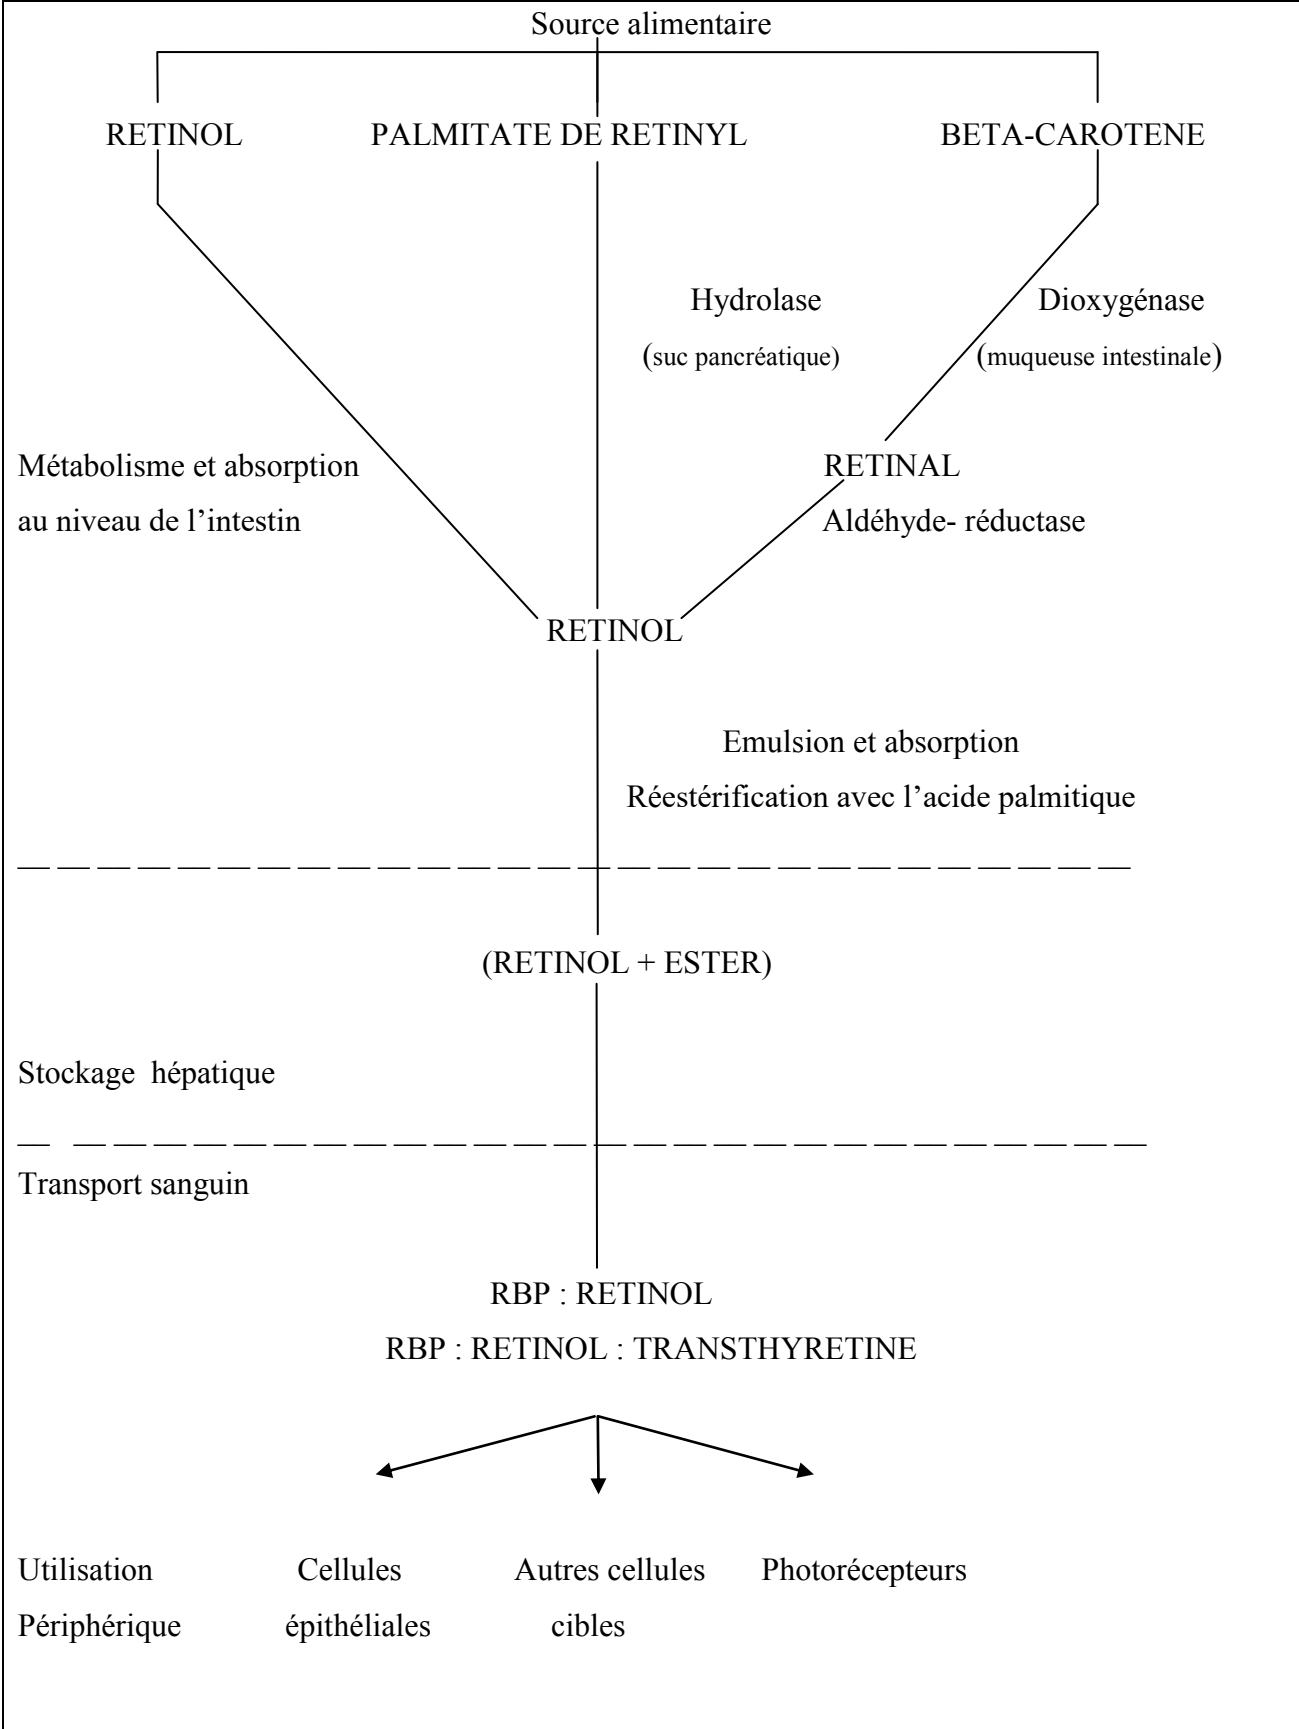 Source alimentaire
RETINOL PALMITATE DE RETINYL BETA-CAROTENE
Hydrolase Dioxygénase
(suc pancréatique) (muqueuse intestinale)
Métabolisme et absorption RETINAL
au niveau de l’intestin Aldéhyde- réductase
RETINOL
Emulsion et absorption
Réestérification avec l’acide palmitique
(RETINOL + ESTER)
Stockage hépatique
Transport sanguin
RBP : RETINOL
RBP : RETINOL : TRANSTHYRETINE
Utilisation Cellules Autres cellules Photorécepteurs
Périphérique épithéliales cibles